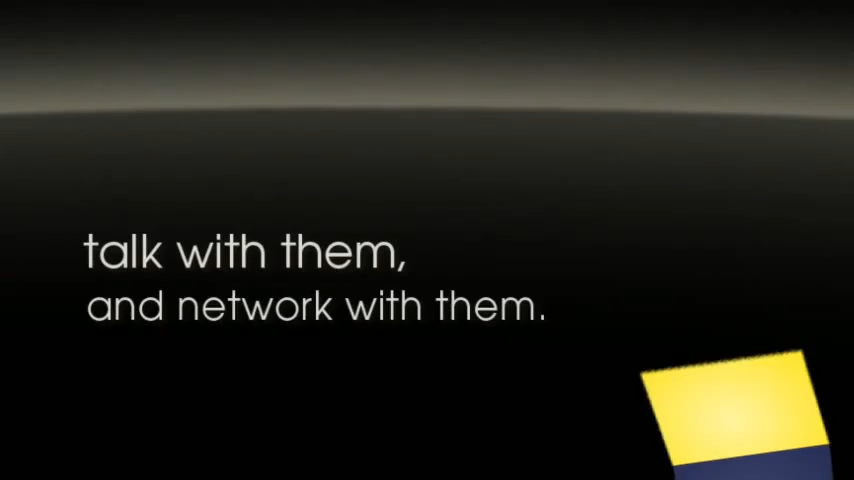 talk with them,
and network with them.